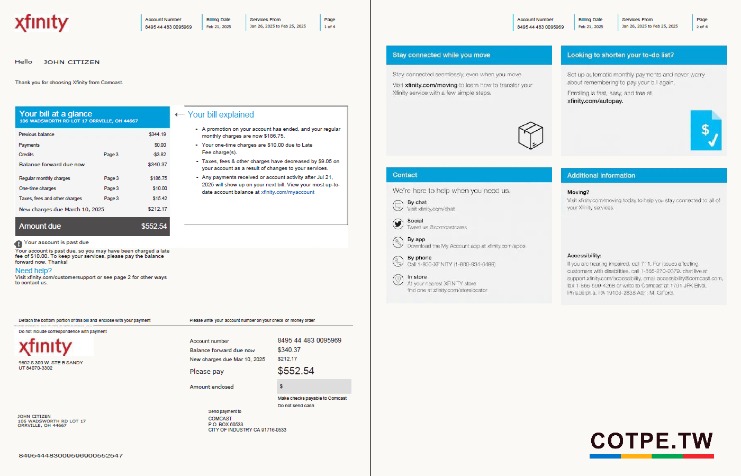 xfinity
Account Number
8495 44 483 0095969
Billing Date
Feb 21, 2025
Services From
Jan 26, 2025 to Feb 25, 2025
Page
1 of 6
Hello JOHN CITIZEN
Thank you for choosing Xfinity from Comcast
Your bill at a glance
105 WADSWORTH RD LOT 17 ORRVILLE, OH 44667
Previous balance $344.19
Payments $0.00
Credits Page 3 $3.82
Balance forward due now $340.37
Regular monthly charges Page 3 $186.75
One-time charges Page 3 $10.00
Taxes, fees and other charges Page 3 $15.42
New charges due March 10, 2025 $212.17
Amount due $552.54
Your account is past due
Your account is past due, so you may have been charged a late
fee of $10.00. To keep your services, please pay the balance
forward now. Thanks!
Need help?
Visit xfinity.com/customersupport or see page 2 for other ways
to contact us.
Your bill explained
• A promotion on your account has ended, and your regular
monthly charges are now $186.75.
• Your one-time charges are $10.00 due to Late
Fee charge(s).
• Taxes, fees & other charges have decreased by $9.06 on
your account as a result of changes to your services.
• Any payments received or account activity after Jul 21,
2025 will show up on your next bill. View your most up-to
date account balance at xfinity.com/myaccount
Detach the bottom portion of this bill and enclose with your payment
Please write your account number on your check or money order
Do not include correspondence with payment
xfinity
9602 S 300 W. STE B SANDY
UT 84070-3302
Account number 8495 44 483 0095969
Balance forward due now $340.37
New charges due Mar 10, 2025 $212.17
Please pay $552.54
Amount enclosed $
Make checks payable to Comcast
Do not send cash
JOHN CITIZEN
105 WADSWORTH RD LOT 17
ORRVILLE, OH 44667
Send payment to
COMCAST
P.O. BOX 60533
CITY OF INDUSTRY CA 91716-0533
Account Number
8495 44 483 0095969
Billing Date
Feb 21, 2025
Services From
Jan 26, 2025 to Feb 25, 2025
Page
2 of 6
Stay connected while you move
Stay connected seamlessly, even when you move.
Visit xfinity.com/moving to learn how to transfer your
Xfinity service with a few simple steps.
Looking to shorten your to-do list?
Set up automatic monthly payments and never worry
about remembering to pay your bill again.
Enrolling is fast, easy, and free at
xfinity.com/autopay.
Contact
We're here to help when you need us.
By chat
Visit xfinity.com/chat
Social
Tweet us @comcastcares
By app
Download the My Account app at xfinity.com/apps
By phone
Call 1-800-XFINITY (1-800-934-6489)
In store
At your nearest XFINITY store
find one at xfinity.com/storelocator
Additional information
Moving?
Visit xfinity.com/moving today to help you stay connected to all of
your Xfinity services
Accessibility:
If you are hearing impaired, call 711. For issues affecting
COTPE.TW